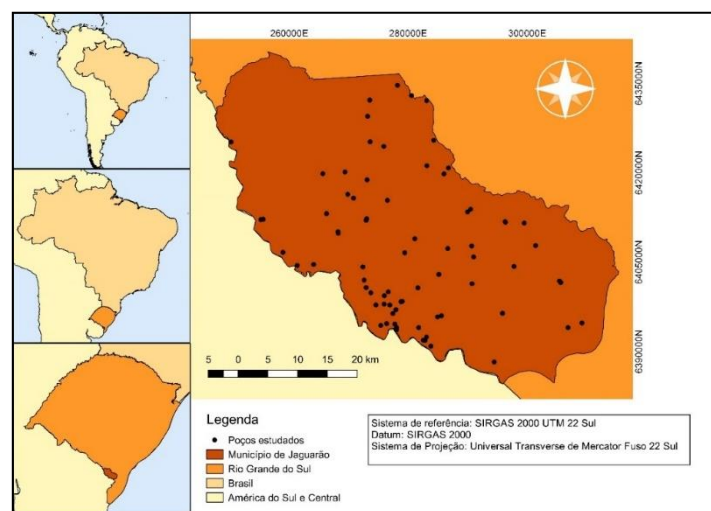 260000E 280000E 300000E
6435000N
6420000N
6405000N
6390000N
5 0 5 10 15 20 km
Legenda
Poços estudados
Município de Jaguarão
Rio Grande do Sul
Brasil
América do Sul e Central
Sistema de referência: SIRGAS 2000 UTM 22 Sul
Datum: SIRGAS 2000
Sistema de Projeção: Universal Transverse de Mercator Fuso 22 Sul